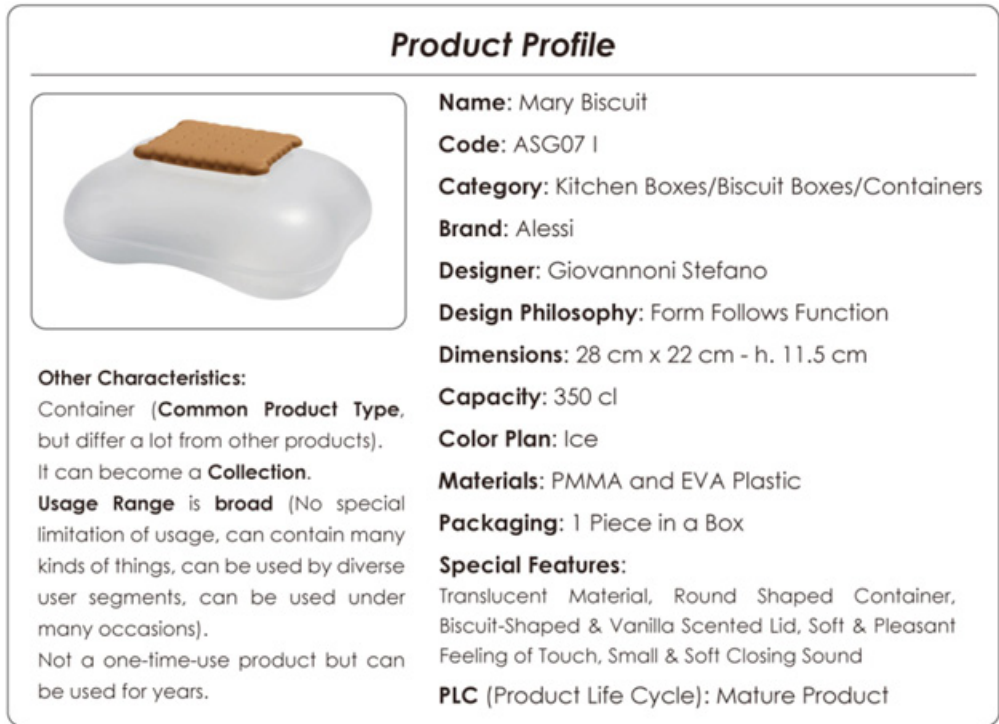 Product Profile
Name: Mary Biscuit
Code: ASG07 I
Category: Kitchen Boxes/Biscuit Boxes/Containers
Brand: Alessi
Designer: Giovannoni Stefano
Design Philosophy: Form Follows Function
Dimensions: 28 cm x 22 cm - h. 11.5 cm
Capacity: 350 cl
Color Plan: Ice
Materials: PMMA and EVA Plastic
Packaging: 1 Piece in a Box
Special Features:
Translucent Material, Round Shaped Container,
Biscuit-Shaped & Vanilla Scented Lid, Soft & Pleasant
Feeling of Touch, Small & Soft Closing Sound
PLC (Product Life Cycle): Mature Product
Other Characteristics:
Container (Common Product Type,
but differ a lot from other products).
It can become a Collection.
Usage Range is broad (No special
limitation of usage, can contain many
kinds of things, can be used by diverse
user segments, can be used under
many occasions).
Not a one-time-use product but can
be used for years.